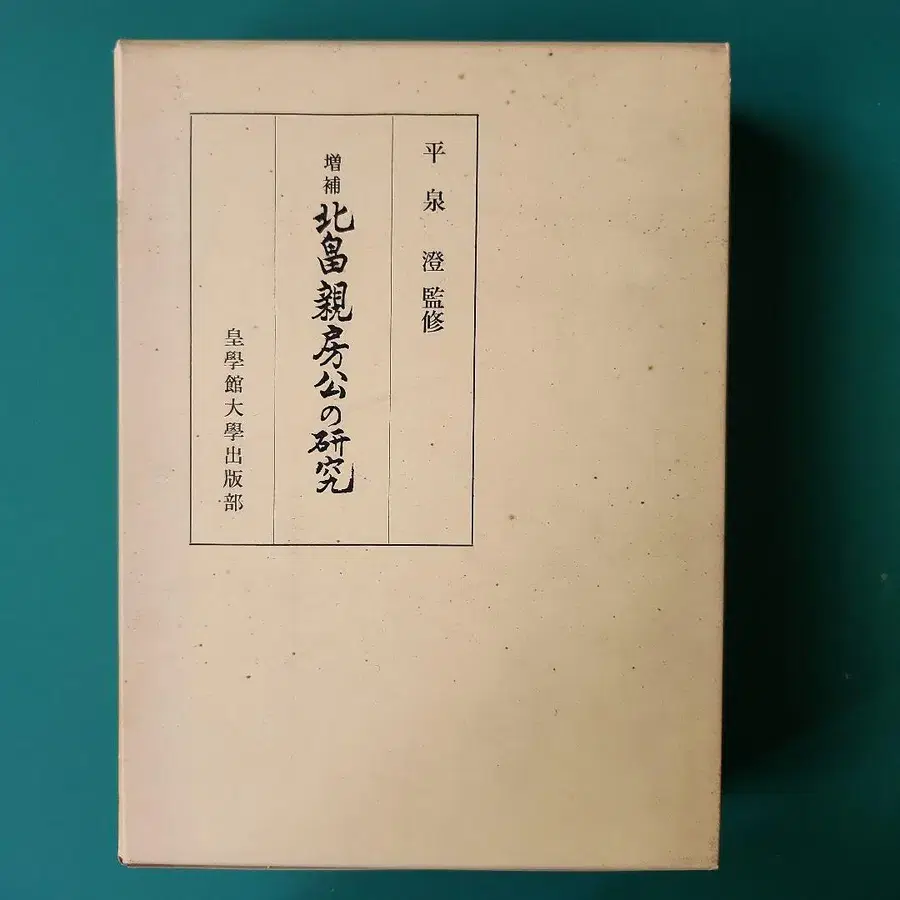 平泉 澄 監修
増補
北畠親房公の研究
皇學館大學出版部